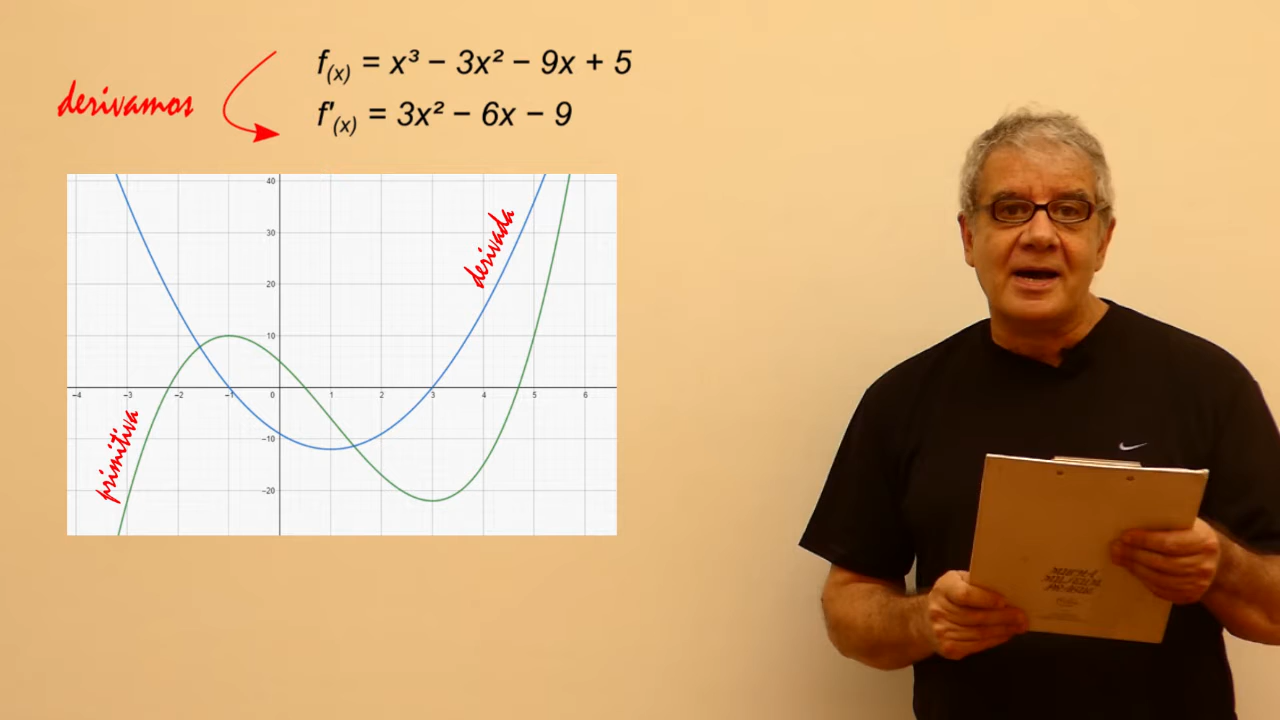 f(x) = x³ − 3x² − 9x + 5
derivamos
f'(x) = 3x² − 6x − 9
40
30
derivada
20
10
−4 −3 −2 −1 0 1 2 3 4 5 6
primitiva
−10
−20